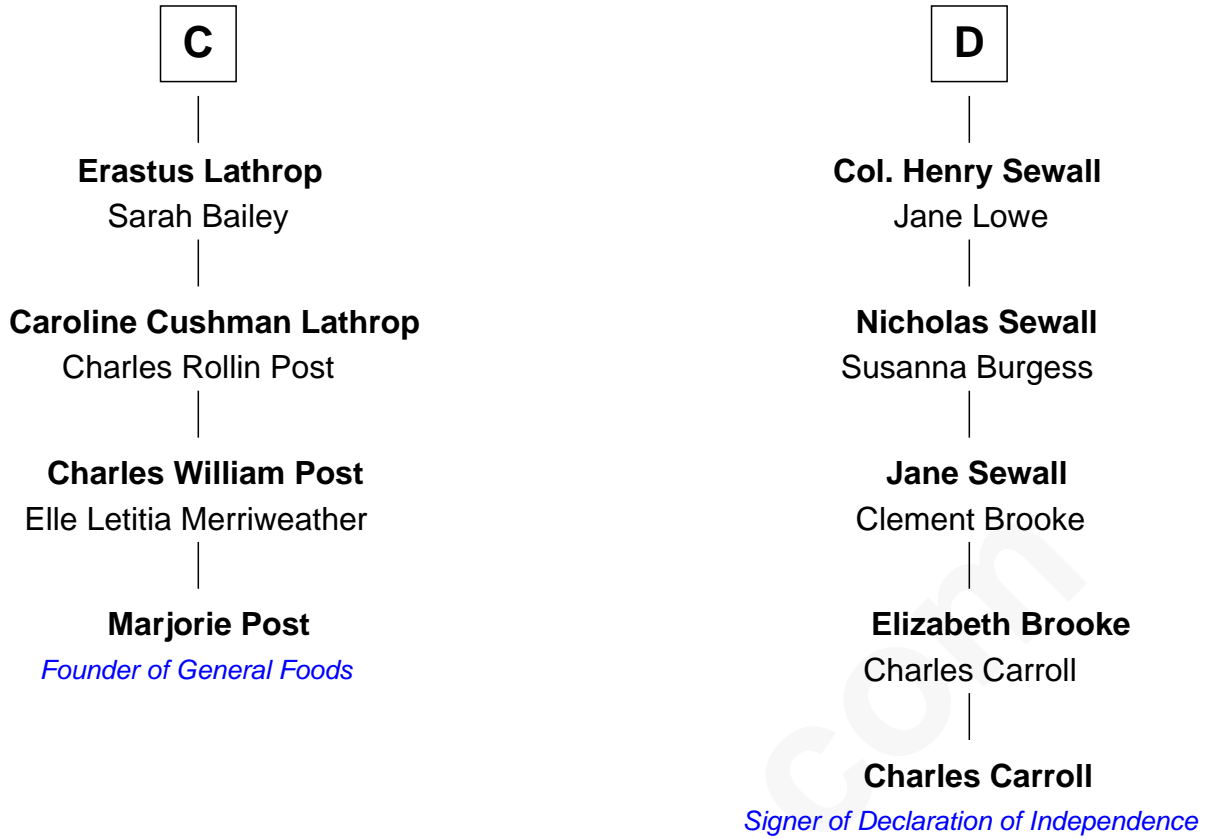 C
Erastus Lathrop
Sarah Bailey
Caroline Cushman Lathrop
Charles Rollin Post
Charles William Post
Elle Letitia Merriweather
Marjorie Post
Founder of General Foods
D
Col. Henry Sewall
Jane Lowe
Nicholas Sewall
Susanna Burgess
Jane Sewall
Clement Brooke
Elizabeth Brooke
Charles Carroll
Charles Carroll
Signer of Declaration of Independence
com